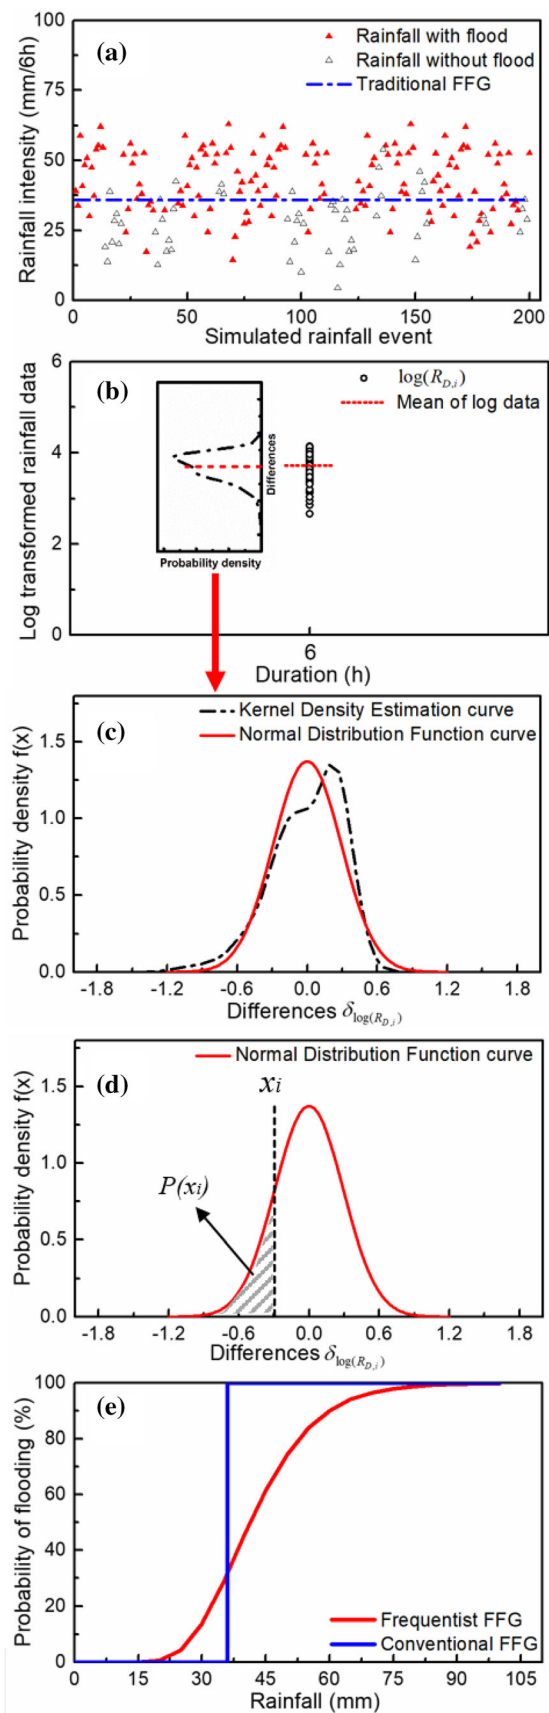 (a)
Rainfall with flood
Rainfall without flood
Traditional FFG
Rainfall intensity (mm/6h)
100
75
50
25
0
0 50 100 150 200
Simulated rainfall event
(b)
log(R_{D,i})
Mean of log data
Log transformed rainfall data
6
4
2
0
Differences
Probability density
6
Duration (h)
(c)
Kernel Density Estimation curve
Normal Distribution Function curve
Probability density f(x)
1.5
1.0
0.5
0.0
-1.8 -1.2 -0.6 0.0 0.6 1.2 1.8
Differences δ_{log(R_{D,i})}
(d)
Normal Distribution Function curve
x_i
P(x_i)
Probability density f(x)
1.5
1.0
0.5
0.0
-1.8 -1.2 -0.6 0.0 0.6 1.2 1.8
Differences δ_{log(R_{D,i})}
(e)
Probability of flooding (%)
100
80
60
40
20
0
Frequentist FFG
Conventional FFG
0 15 30 45 60 75 90 105
Rainfall (mm)